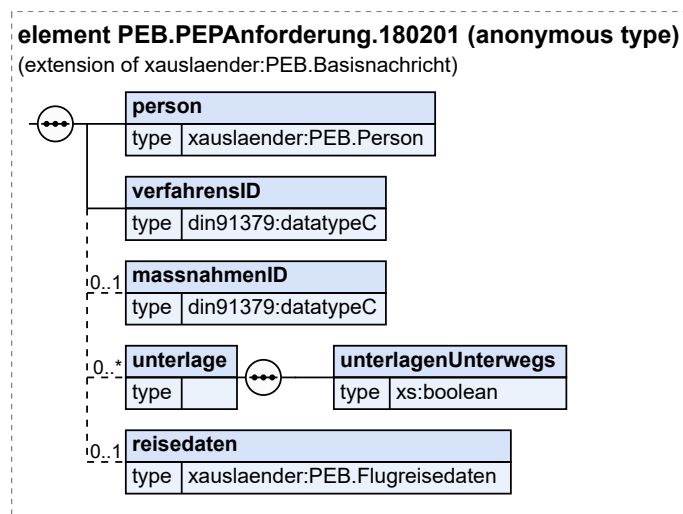 element PEB.PEPAnforderung.180201 (anonymous type)
(extension of xauslaender:PEB.Basisnachricht)
person
type xauslaender:PEB.Person
verfahrensID
type din91379:datatypeC
0..1 massnahmenID
type din91379:datatypeC
0..* unterlage unterlagenUnterwegs
type type xs:boolean
0..1 reisedaten
type xauslaender:PEB.Flugreisedaten